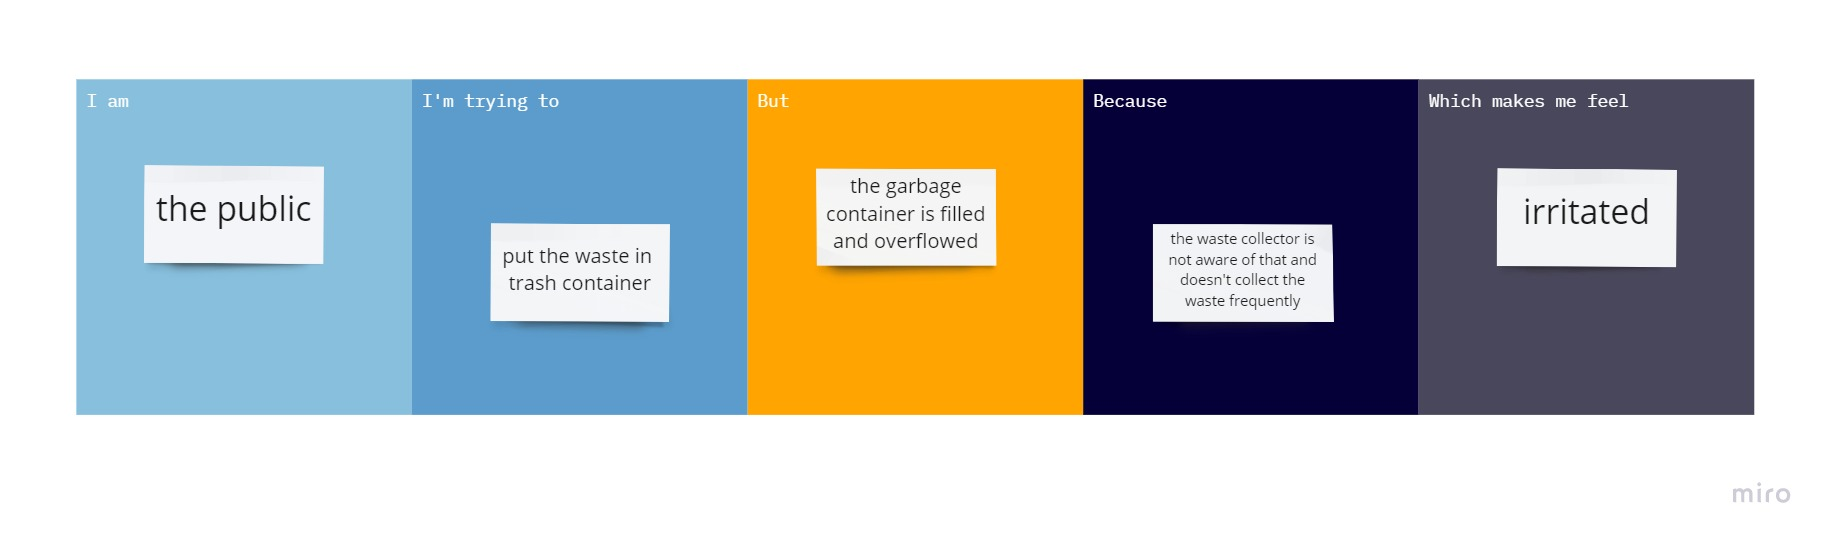 I am
the public
I'm trying to
put the waste in
trash container
But
the garbage
container is filled
and overflowed
Because
the waste collector is
not aware of that and
doesn't collect the
waste frequently
Which makes me feel
irritated
miro